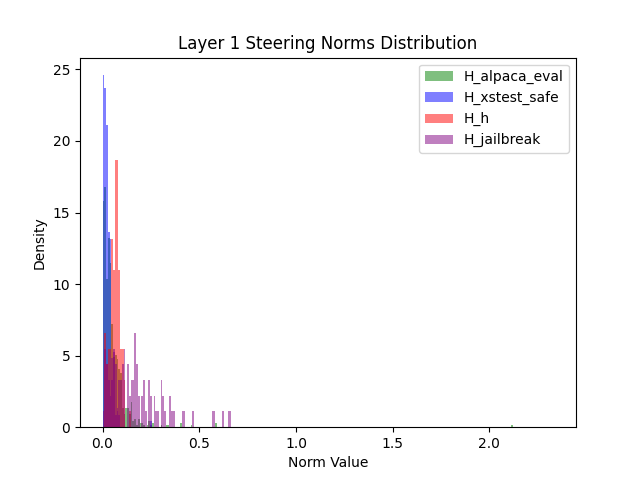 Layer 1 Steering Norms Distribution
25
20
15
10
5
0
Density
H_alpaca_eval
H_xstest_safe
H_h
H_jailbreak
0.0 0.5 1.0 1.5 2.0
Norm Value